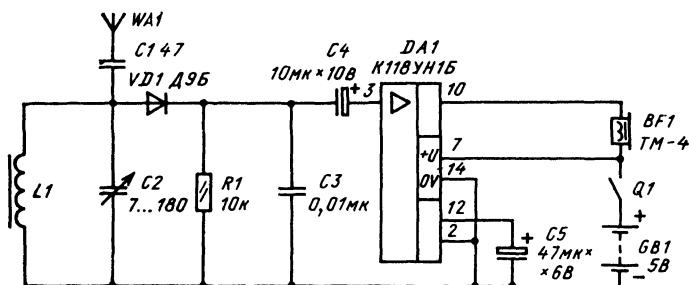 WA1
C1 47
VD1 Д9Б
L1
C2
7...180
R1
10к
C3
0,01мк
C4
10мк×10В
+
3
DA1
К118УН1Б
10
+U
7
0V
14
12
2
+
C5
47мк×
×6В
BF1
ТМ-4
Q1
+
GB1
5В
−